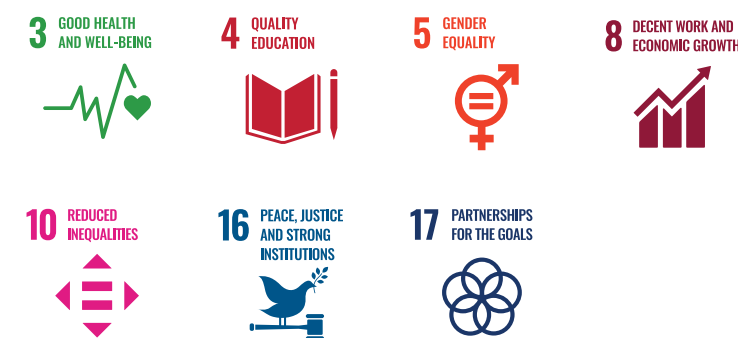 3 GOOD HEALTH
AND WELL-BEING
4 QUALITY
EDUCATION
5 GENDER
EQUALITY
8 DECENT WORK AND
ECONOMIC GROWTH
10 REDUCED
INEQUALITIES
16 PEACE, JUSTICE
AND STRONG
INSTITUTIONS
17 PARTNERSHIPS
FOR THE GOALS